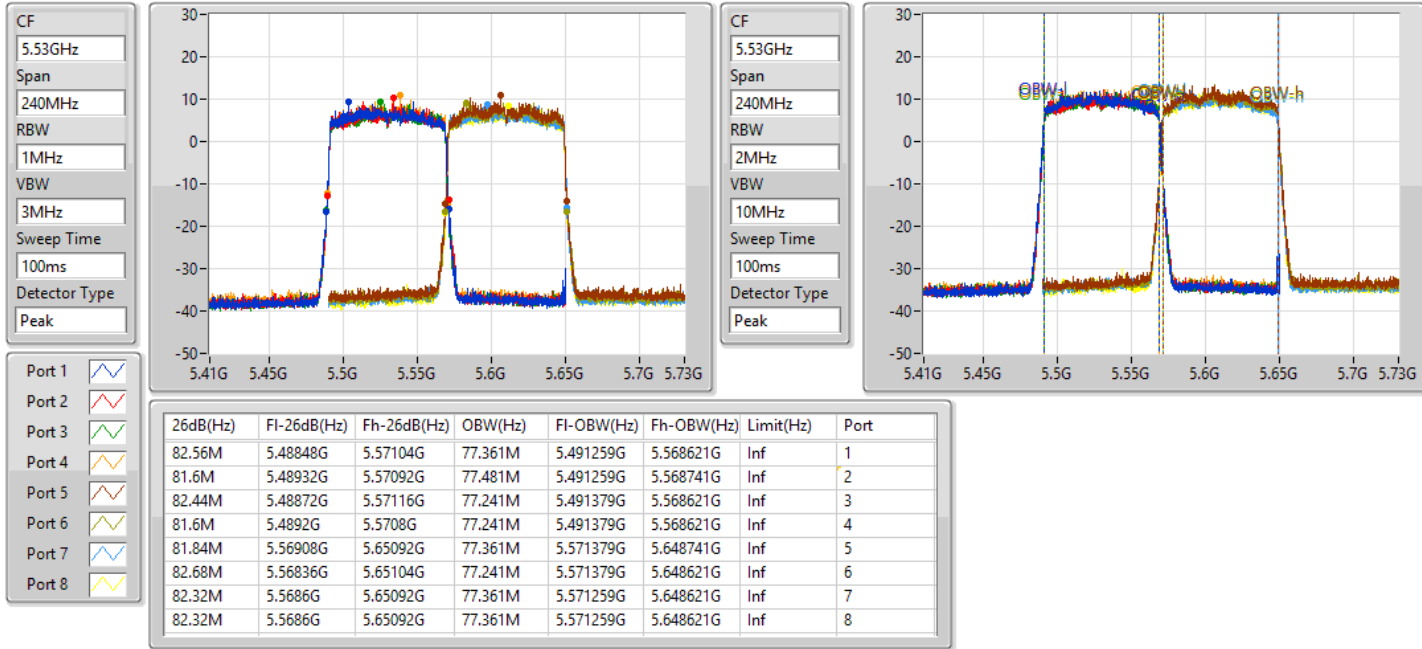 CF
5.53GHz
Span
240MHz
RBW
1MHz
VBW
3MHz
Sweep Time
100ms
Detector Type
Peak
30
20
10
0
-10
-20
-30
-40
-50
5.41G 5.45G 5.5G 5.55G 5.6G 5.65G 5.7G 5.73G
CF
5.53GHz
Span
240MHz
RBW
2MHz
VBW
10MHz
Sweep Time
100ms
Detector Type
Peak
30
20
10
0
-10
-20
-30
-40
-50
OBW-l
OBW-h
5.41G 5.45G 5.5G 5.55G 5.6G 5.65G 5.7G 5.73G
Port 1
Port 2
Port 3
Port 4
Port 5
Port 6
Port 7
Port 8
26dB(Hz) Fl-26dB(Hz) Fh-26dB(Hz) OBW(Hz) Fl-OBW(Hz) Fh-OBW(Hz) Limit(Hz) Port
82.56M 5.48848G 5.57104G 77.361M 5.491259G 5.568621G Inf 1
81.6M 5.48932G 5.57092G 77.481M 5.491259G 5.568741G Inf 2
82.44M 5.48872G 5.57116G 77.241M 5.491379G 5.568621G Inf 3
81.6M 5.4892G 5.5708G 77.241M 5.491379G 5.568621G Inf 4
81.84M 5.56908G 5.65092G 77.361M 5.571379G 5.648741G Inf 5
82.68M 5.56836G 5.65104G 77.241M 5.571379G 5.648621G Inf 6
82.32M 5.5686G 5.65092G 77.361M 5.571259G 5.648621G Inf 7
82.32M 5.5686G 5.65092G 77.361M 5.571259G 5.648621G Inf 8